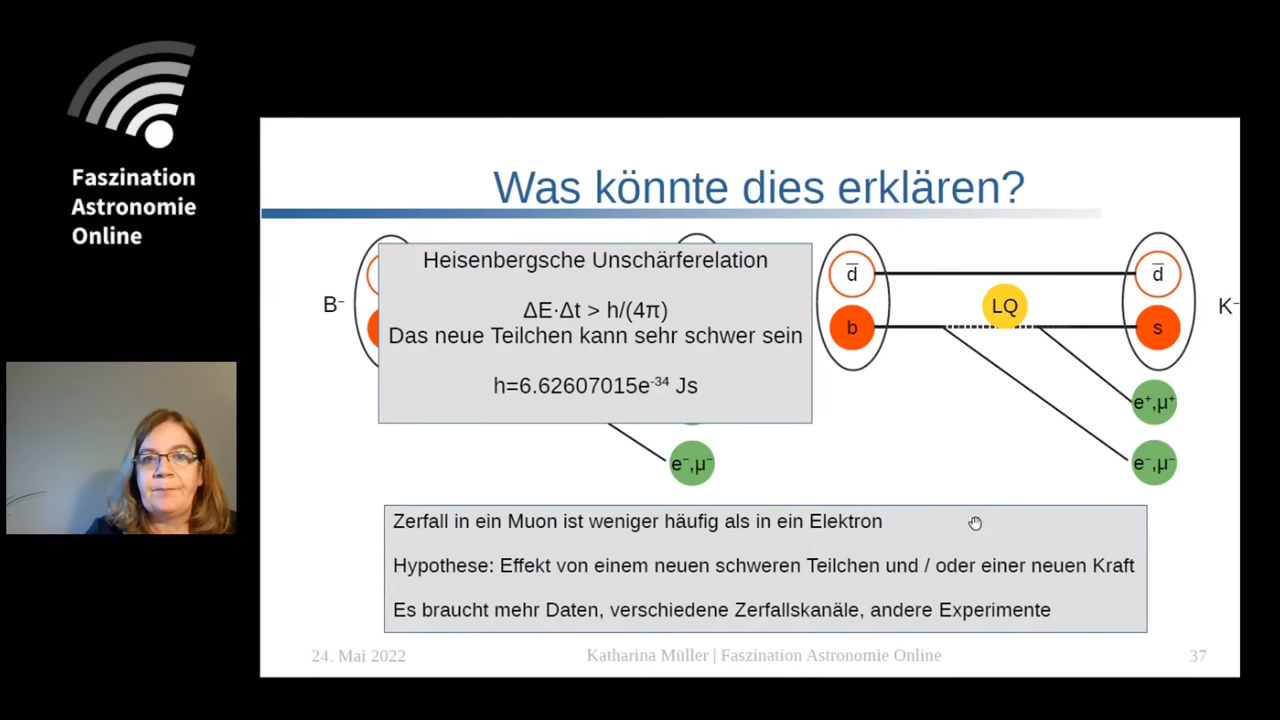 Faszination
Astronomie
Online
Was könnte dies erklären?
B⁻
Heisenbergsche Unschärferelation
ΔE·Δt > h/(4π)
Das neue Teilchen kann sehr schwer sein
h=6.62607015e⁻³⁴ Js
e⁻,μ⁻
d̅
d̅
LQ
b
s
K⁻
e⁺,μ⁺
e⁻,μ⁻
Zerfall in ein Muon ist weniger häufig als in ein Elektron
Hypothese: Effekt von einem neuen schweren Teilchen und / oder einer neuen Kraft
Es braucht mehr Daten, verschiedene Zerfallskanäle, andere Experimente
24. Mai 2022
Katharina Müller | Faszination Astronomie Online
37